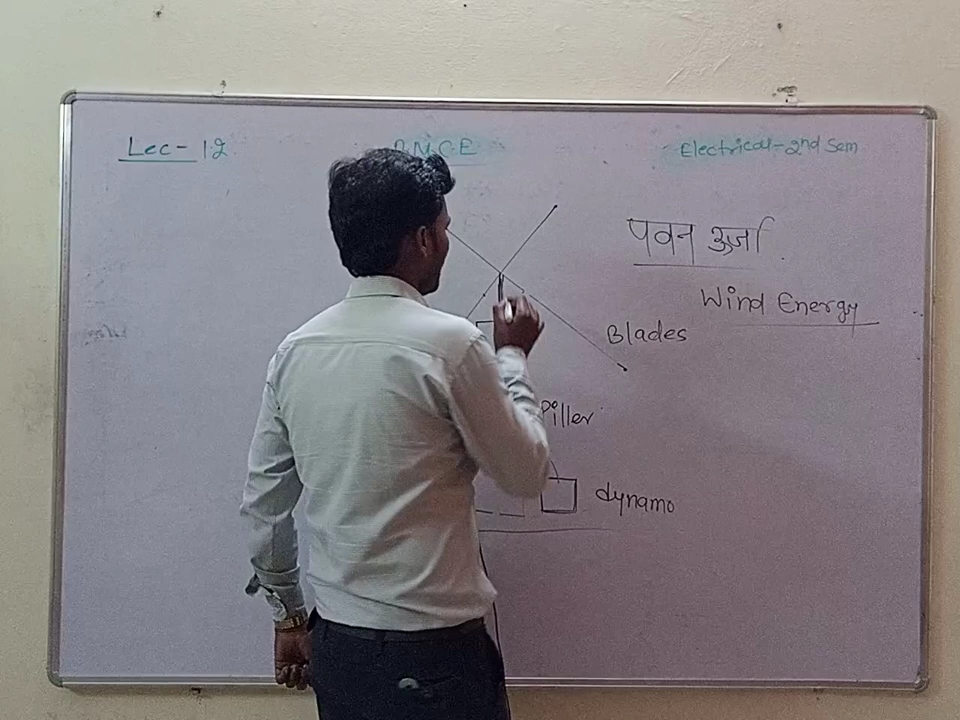 Lec-12
Electrical-2nd Sem
पवन ऊर्जा
Wind Energy
Blades
Piller
dynamo